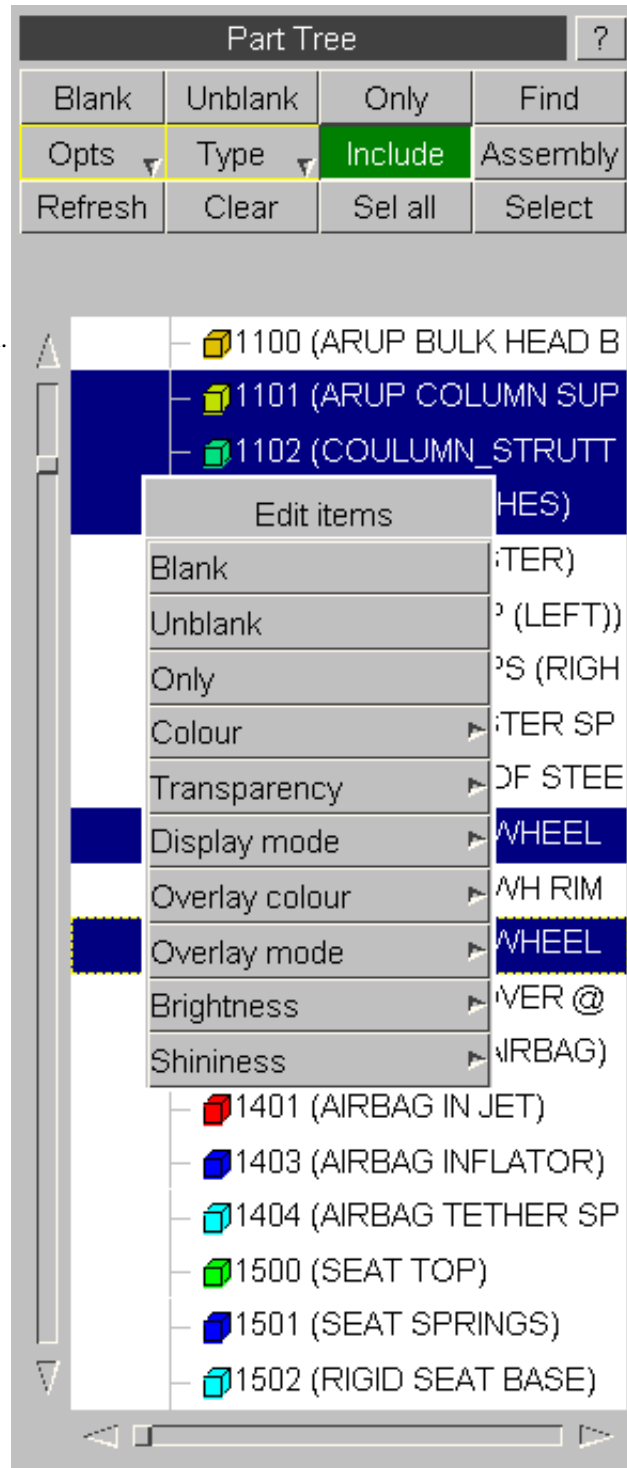 Part Tree ?
Blank Unblank Only Find
Opts Type Include Assembly
Refresh Clear Sel all Select
1100 (ARUP BULK HEAD B
1101 (ARUP COLUMN SUP
1102 (COULUMN_STRUTT
Edit items HES)
Blank TER)
Unblank (LEFT))
Only PS (RIGH
Colour TER SP
Transparency OF STEE
Display mode WHEEL
Overlay colour WH RIM
Overlay mode WHEEL
Brightness VER @
Shininess AIRBAG)
1401 (AIRBAG IN JET)
1403 (AIRBAG INFLATOR)
1404 (AIRBAG TETHER SP
1500 (SEAT TOP)
1501 (SEAT SPRINGS)
1502 (RIGID SEAT BASE)